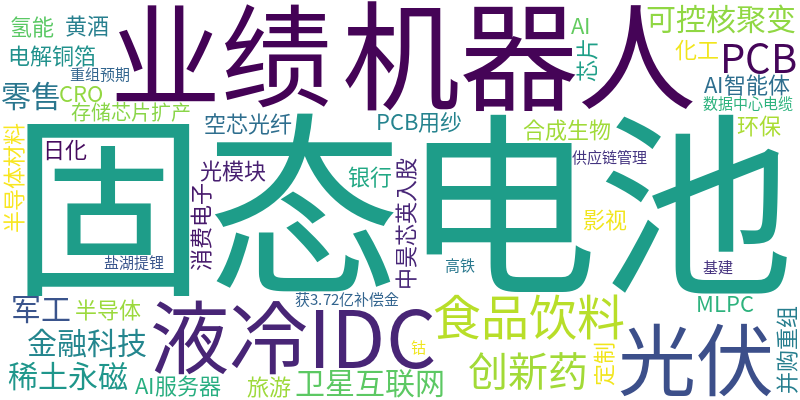 氢能
黄酒
业绩
机器人
AI
芯片
可控核聚变
电解铜箔
化工
PCB
重组预期
零售
CRO
AI智能体
存储芯片扩产
数据中心电缆
空芯光纤
PCB用纱
合成生物
环保
半导体材料
日化
固态电池
光模块
银行
供应链管理
消费电子
中昊芯英入股
影视
盐湖提锂
高铁
基建
军工
半导体
获3.72亿补偿金
液冷IDC
食品饮料
MLPC
光伏
并购重组
金融科技
钴
创新药
定制
稀土永磁
AI服务器
旅游
卫星互联网